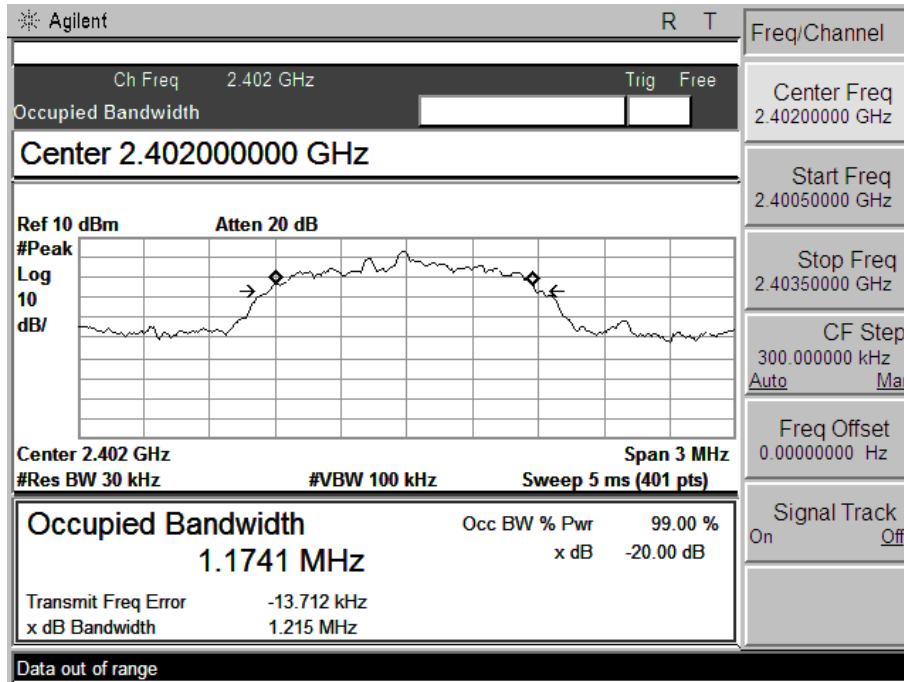 Agilent R T
Freq/Channel
Ch Freq 2.402 GHz Trig Free
Occupied Bandwidth
Center 2.402000000 GHz
Center Freq
2.40200000 GHz
Start Freq
2.40050000 GHz
Stop Freq
2.40350000 GHz
CF Step
300.000000 kHz
Auto Man
Freq Offset
0.00000000 Hz
Signal Track
On Off
Ref 10 dBm Atten 20 dB
#Peak
Log
10
dB/
Center 2.402 GHz Span 3 MHz
#Res BW 30 kHz #VBW 100 kHz Sweep 5 ms (401 pts)
Occupied Bandwidth
1.1741 MHz
Occ BW % Pwr 99.00 %
x dB -20.00 dB
Transmit Freq Error -13.712 kHz
x dB Bandwidth 1.215 MHz
Data out of range